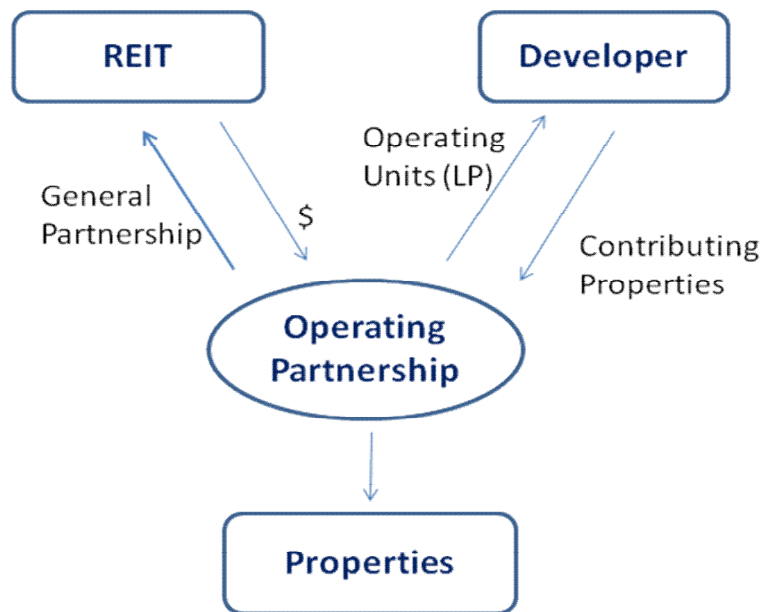 REIT
Developer
Operating
Units (LP)
General
Partnership
$
Contributing
Properties
Operating
Partnership
Properties